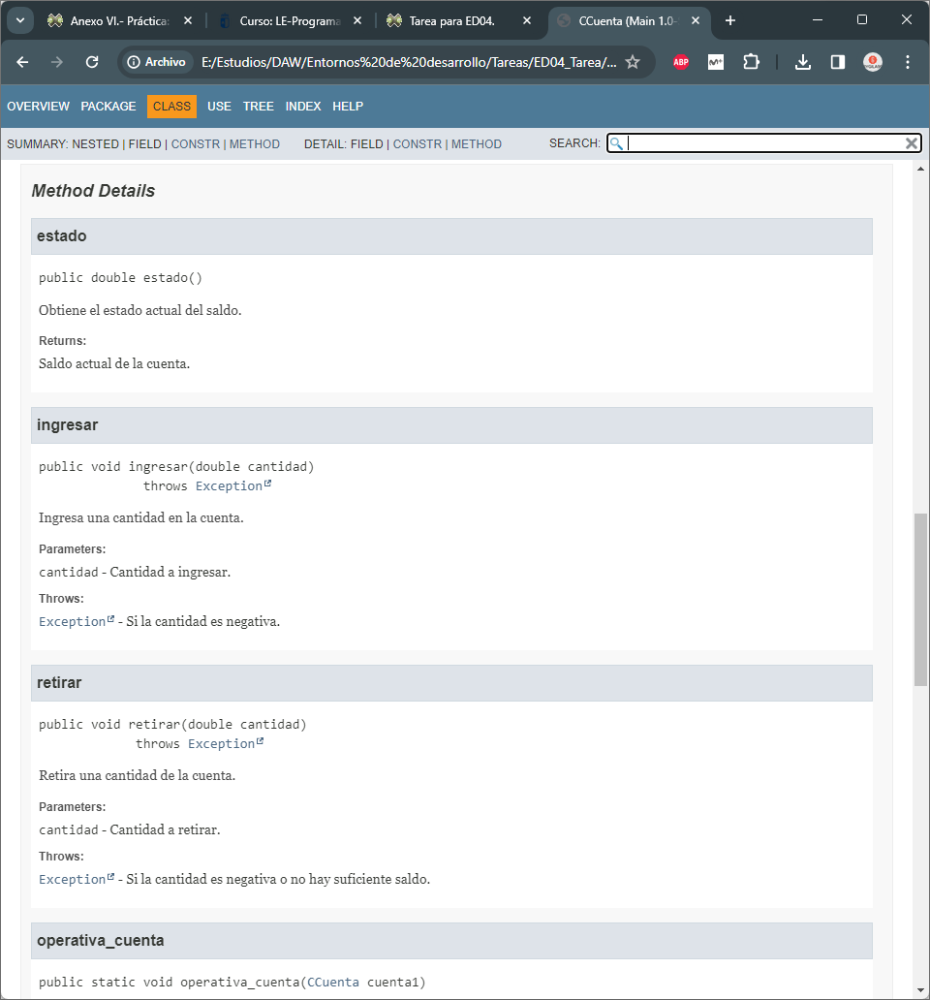 Anexo VI.- Práctica:
Curso: LE-Programa
Tarea para ED04.
CCuenta (Main 1.0-
Archivo
E:/Estudios/DAW/Entornos%20de%20desarrollo/Tareas/ED04_Tarea/...
ABP
M+
OVERVIEW PACKAGE CLASS USE TREE INDEX HELP
SUMMARY: NESTED | FIELD | CONSTR | METHOD DETAIL: FIELD | CONSTR | METHOD SEARCH:
Method Details
estado
public double estado()
Obtiene el estado actual del saldo.
Returns:
Saldo actual de la cuenta.
ingresar
public void ingresar(double cantidad)
throws Exception
Ingresa una cantidad en la cuenta.
Parameters:
cantidad - Cantidad a ingresar.
Throws:
Exception - Si la cantidad es negativa.
retirar
public void retirar(double cantidad)
throws Exception
Retira una cantidad de la cuenta.
Parameters:
cantidad - Cantidad a retirar.
Throws:
Exception - Si la cantidad es negativa o no hay suficiente saldo.
operativa_cuenta
public static void operativa_cuenta(CCuenta cuenta1)